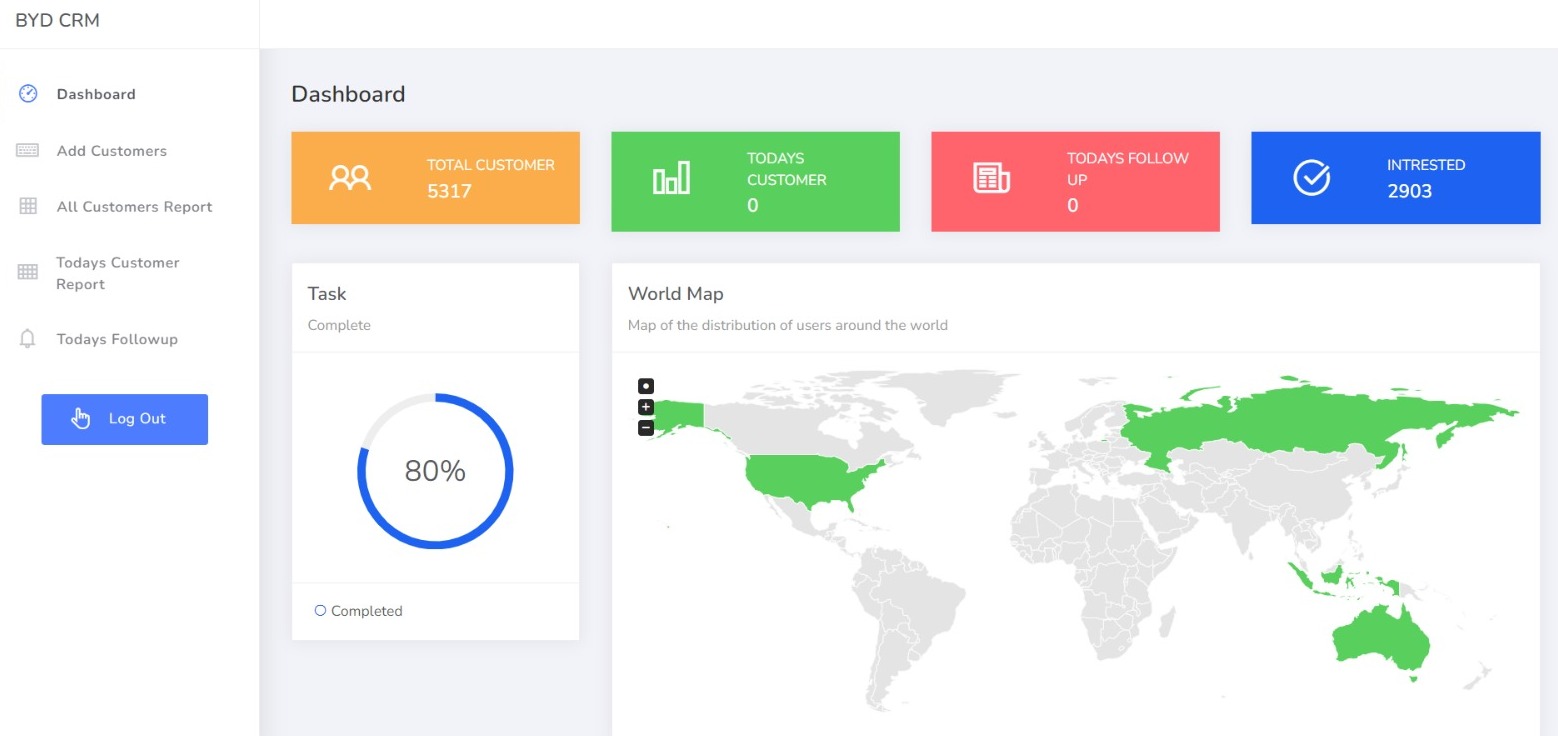 BYD CRM
Dashboard
Add Customers
All Customers Report
Todays Customer
Report
Todays Followup
Log Out
Dashboard
TOTAL CUSTOMER
5317
TODAYS
CUSTOMER
0
TODAYS FOLLOW
UP
0
INTRESTED
2903
Task
Complete
80%
Completed
World Map
Map of the distribution of users around the world
+
−